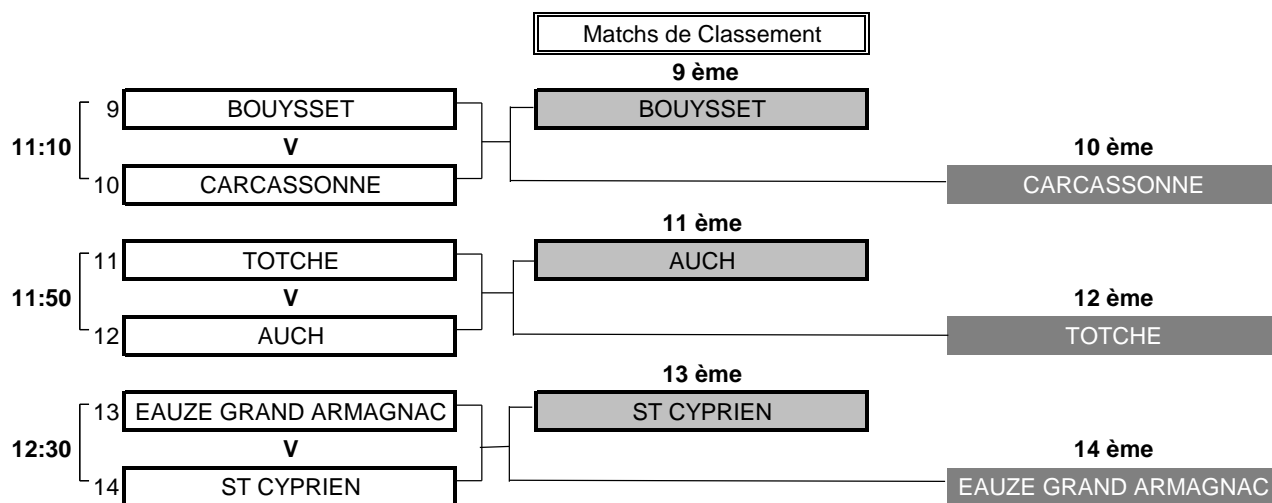 Matchs de Classement
9 ème
9 BOUYSSET BOUYSSET
11:10 V 10 ème
10 CARCASSONNE CARCASSONNE
11 ème
11 TOTCHE AUCH
11:50 V 12 ème
12 AUCH TOTCHE
13 ème
13 EAUZE GRAND ARMAGNAC ST CYPRIEN
12:30 V 14 ème
14 ST CYPRIEN EAUZE GRAND ARMAGNAC